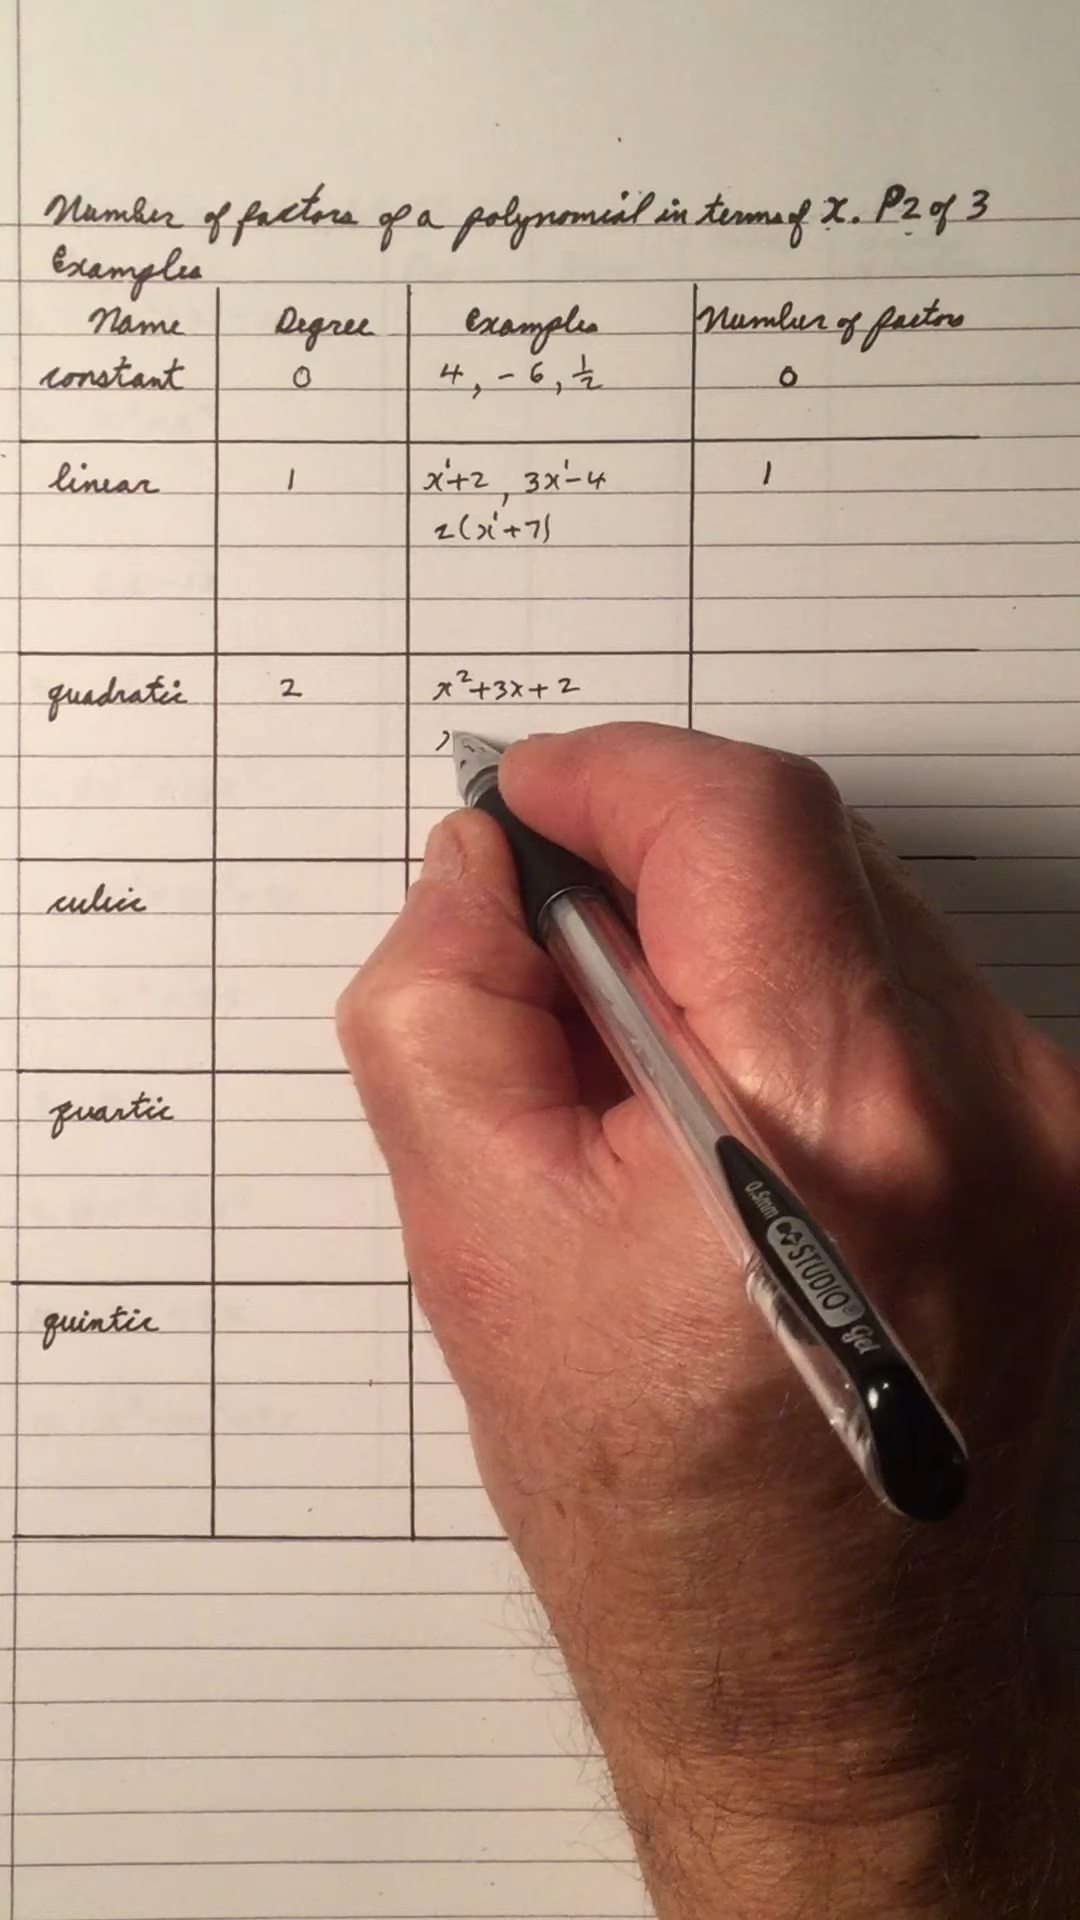 Number of factors of a polynomial in terms of x. P2 of 3
Examples
Name Degree Examples Number of factors
constant 0 4, -6, 1/2 0
linear 1 x¹+2, 3x¹-4 1
2(x¹+7)
quadratic 2 x²+3x+2
cubic
quartic
quintic
0.5mm STUDIO® Gel